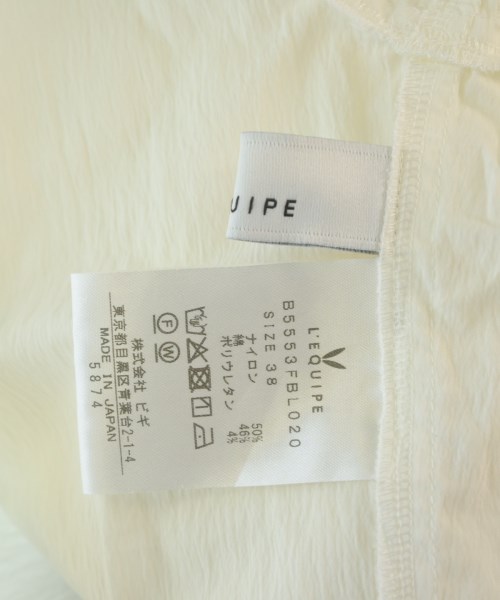 UIPE
L'EQUIPE
B5553FBL020
SIZE 38
ナイロン 50%
綿 46%
ポリウレタン 4%
F W
株式会社 ビギ
東京都目黒区青葉台2-1-4
MADE IN JAPAN
5874